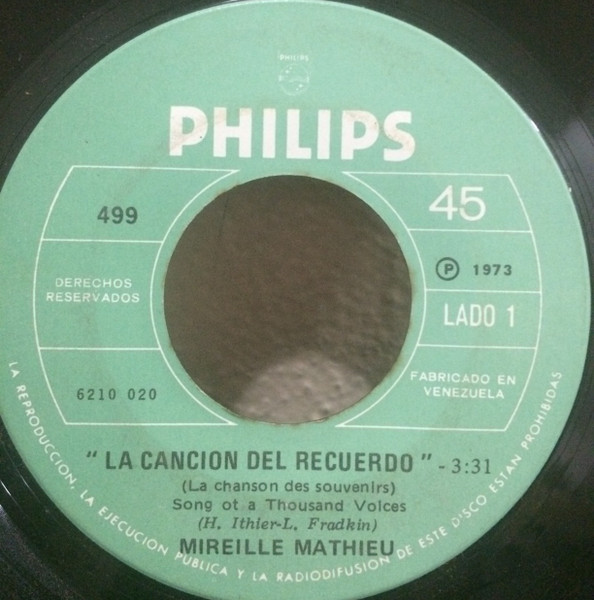 PHILIPS
PHILIPS
499
45
Ⓟ 1973
DERECHOS
RESERVADOS
LADO 1
6210 020
FABRICADO EN
VENEZUELA
" LA CANCION DEL RECUERDO " - 3:31
(La chanson des souvenirs)
Song ot a Thousand Voices
(H. Ithier-L. Fradkin)
MIREILLE MATHIEU
LA REPRODUCCION, LA EJECUCION PUBLICA Y LA RADIODIFUSION DE ESTE DISCO ESTAN PROHIBIDAS